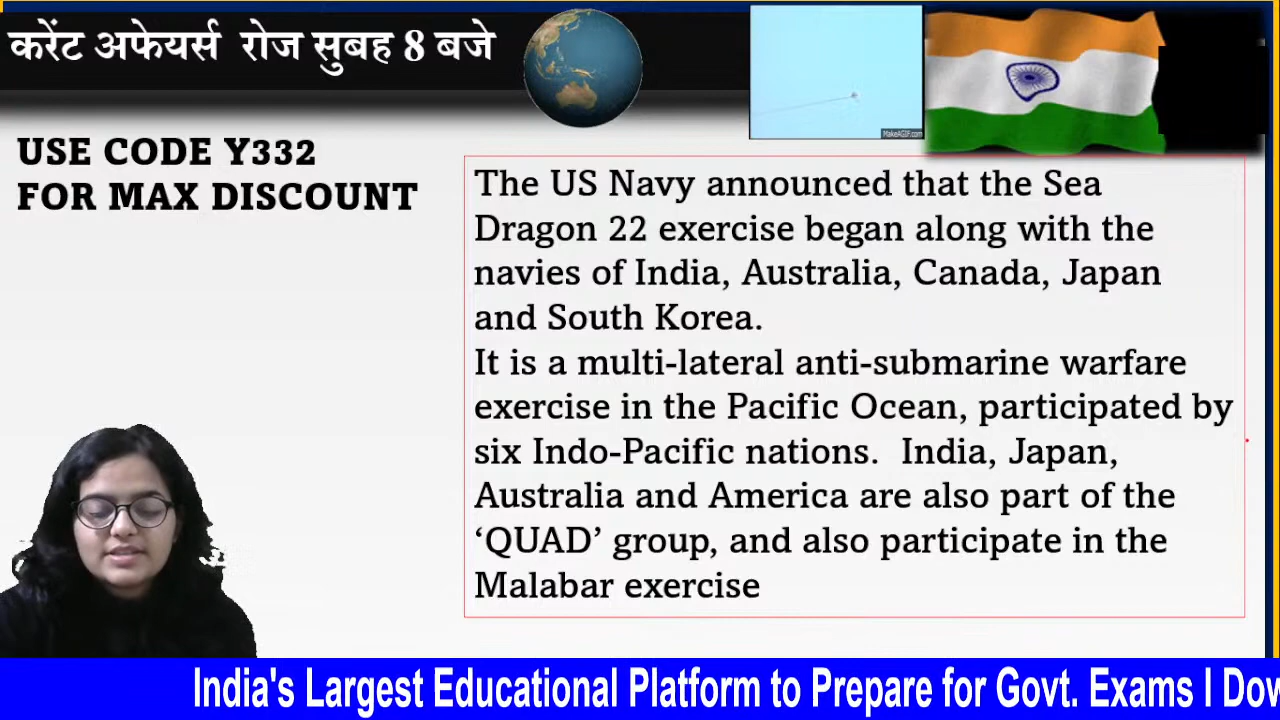 करेंट अफेयर्स रोज सुबह 8 बजे
MakeAGIF.com
USE CODE Y332
FOR MAX DISCOUNT
The US Navy announced that the Sea
Dragon 22 exercise began along with the
navies of India, Australia, Canada, Japan
and South Korea.
It is a multi-lateral anti-submarine warfare
exercise in the Pacific Ocean, participated by
six Indo-Pacific nations. India, Japan,
Australia and America are also part of the
‘QUAD’ group, and also participate in the
Malabar exercise
India's Largest Educational Platform to Prepare for Govt. Exams I Dow